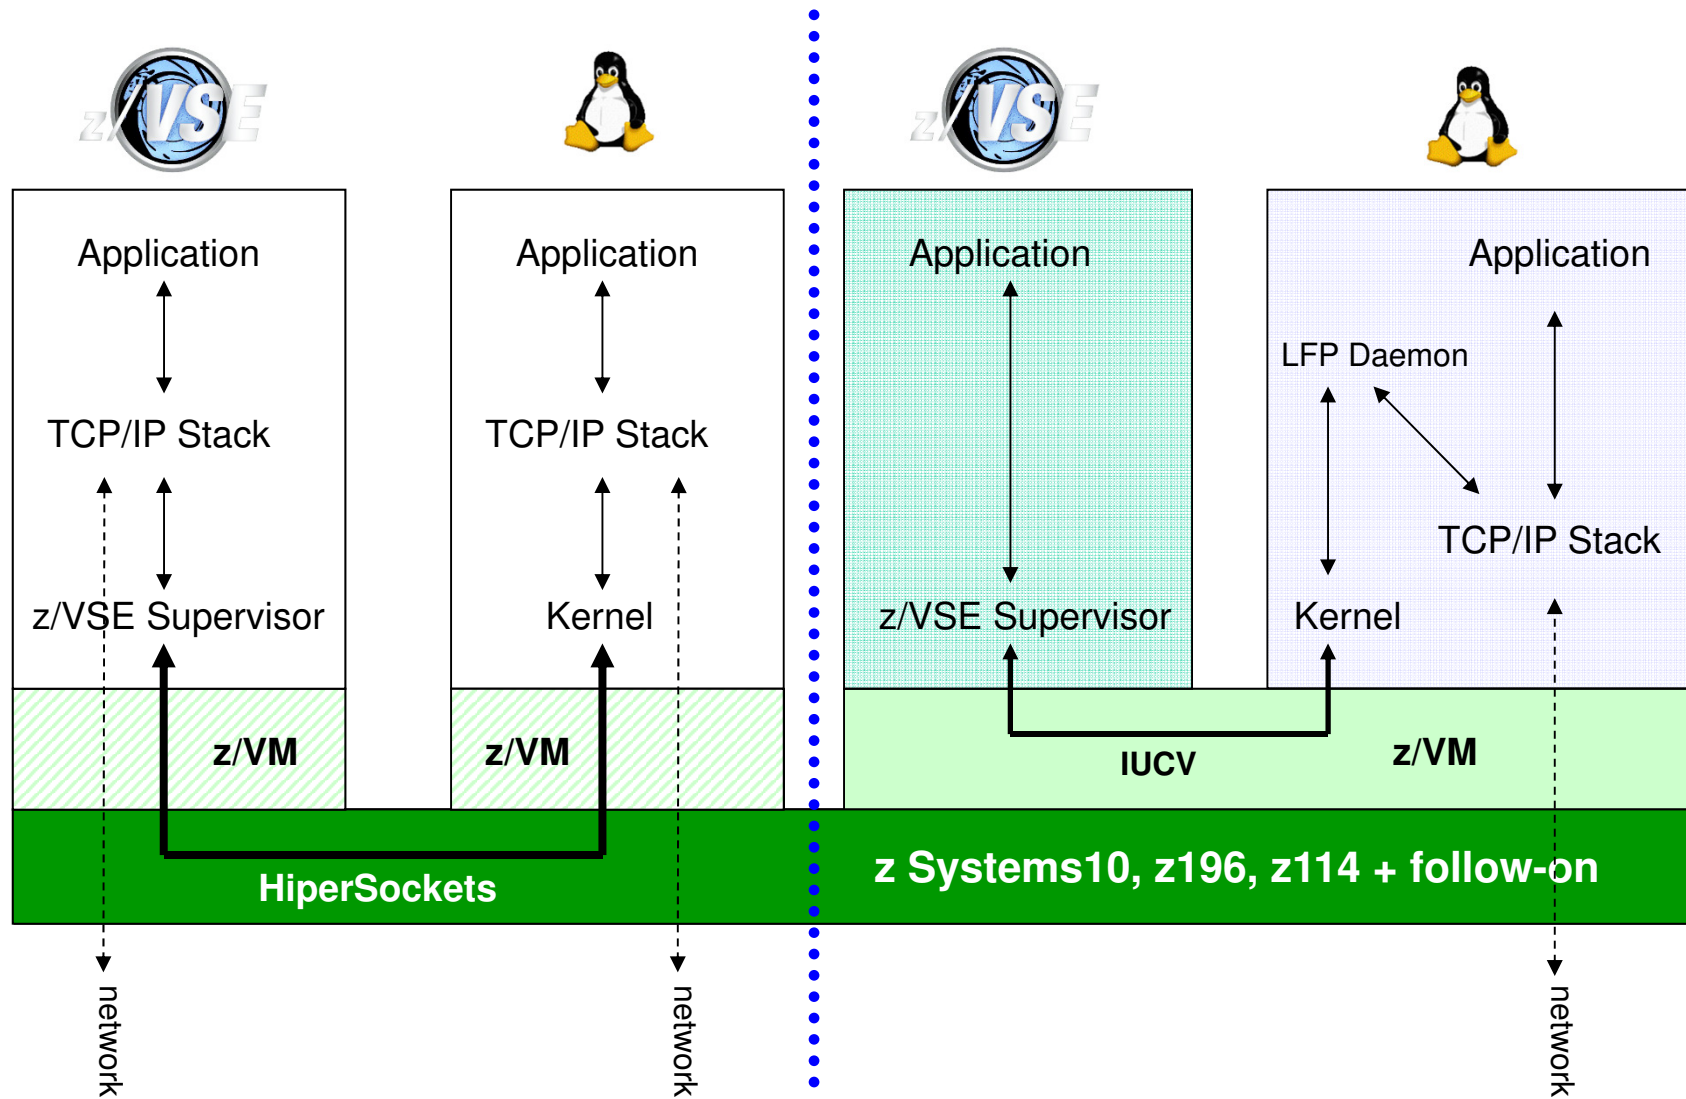 z/VSE
z/VSE
Application
Application
Application
Application
LFP Daemon
TCP/IP Stack
TCP/IP Stack
TCP/IP Stack
z/VSE Supervisor
Kernel
z/VSE Supervisor
Kernel
z/VM
z/VM
IUCV
z/VM
HiperSockets
z Systems10, z196, z114 + follow-on
network
network
network